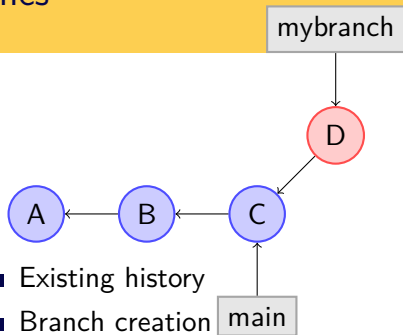 mybranch
D
A B C
Existing history
Branch creation
main